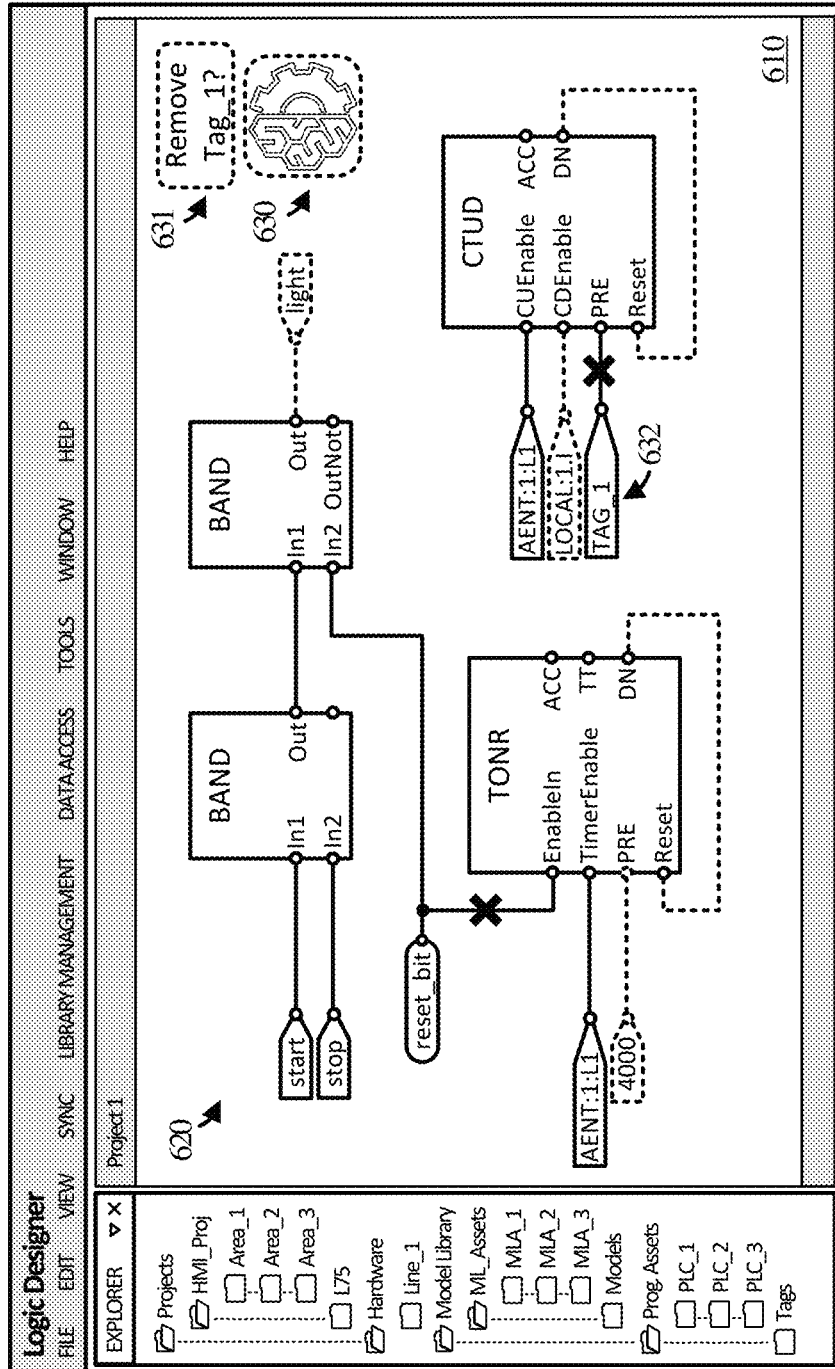 Logic Designer
FILE EDIT VIEW SYNC LIBRARY MANAGEMENT DATA ACCESS TOOLS WINDOW HELP
EXPLORER
Projects
HMI_Proj
Area_1
Area_2
Area_3
L75
Hardware
Line_1
Model Library
ML_Assets
MLA_1
MLA_2
MLA_3
Models
Prog. Assets
PLC_1
PLC_2
PLC_3
Tags
Project 1
620
start
stop
BAND
In1
In2
Out
BAND
In1
In2
Out
OutNot
light
631
Remove
Tag_1?
630
reset_bit
AENT:1:L1
4000
TONR
EnableIn
TimerEnable
PRE
Reset
ACC
TT
DN
AENT:1:L1
LOCAL:1.I
TAG_1
632
CTUD
CUEnable
CDEnable
PRE
Reset
ACC
DN
610